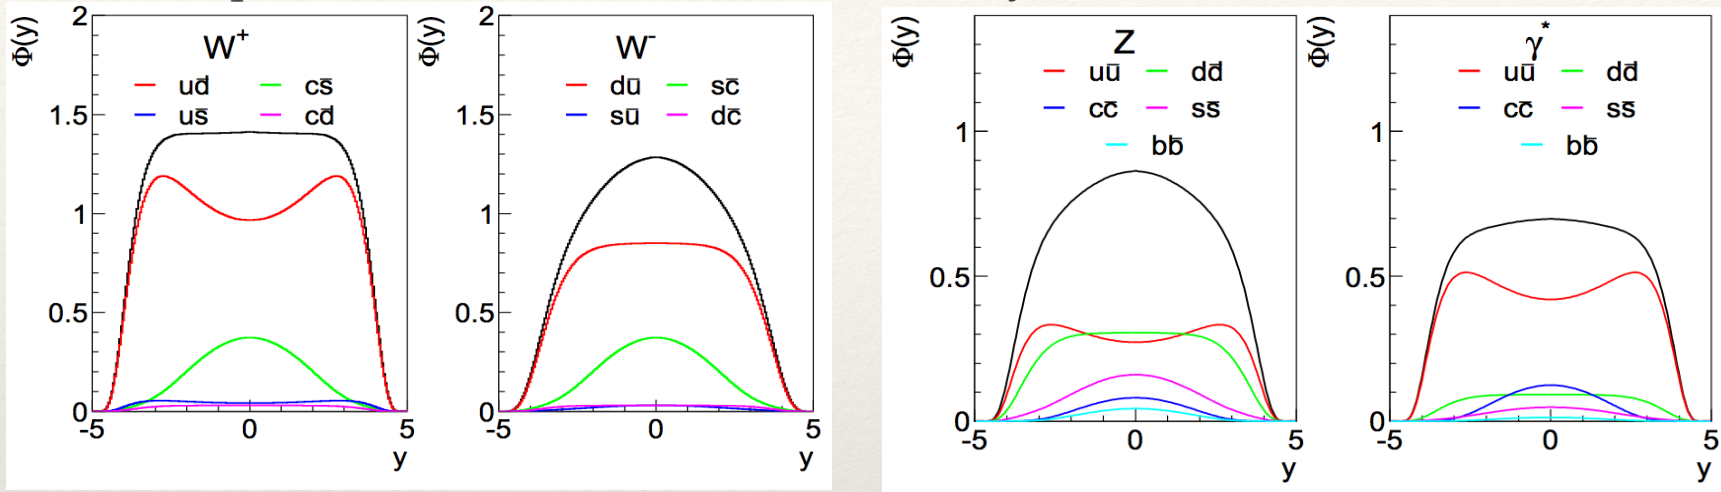 Φ(y)
2
1.5
1
0.5
0
W⁺
ud̄ cs̄
us̄ cd̄
-5 0 5
y
Φ(y)
2
1.5
1
0.5
0
W⁻
dū sc̄
sū dc̄
-5 0 5
y
Φ(y)
1
0.5
0
Z
uū dd̄
cc̄ ss̄
bb̄
-5 0 5
y
Φ(y)
1
0.5
0
γ*
uū dd̄
cc̄ ss̄
bb̄
-5 0 5
y